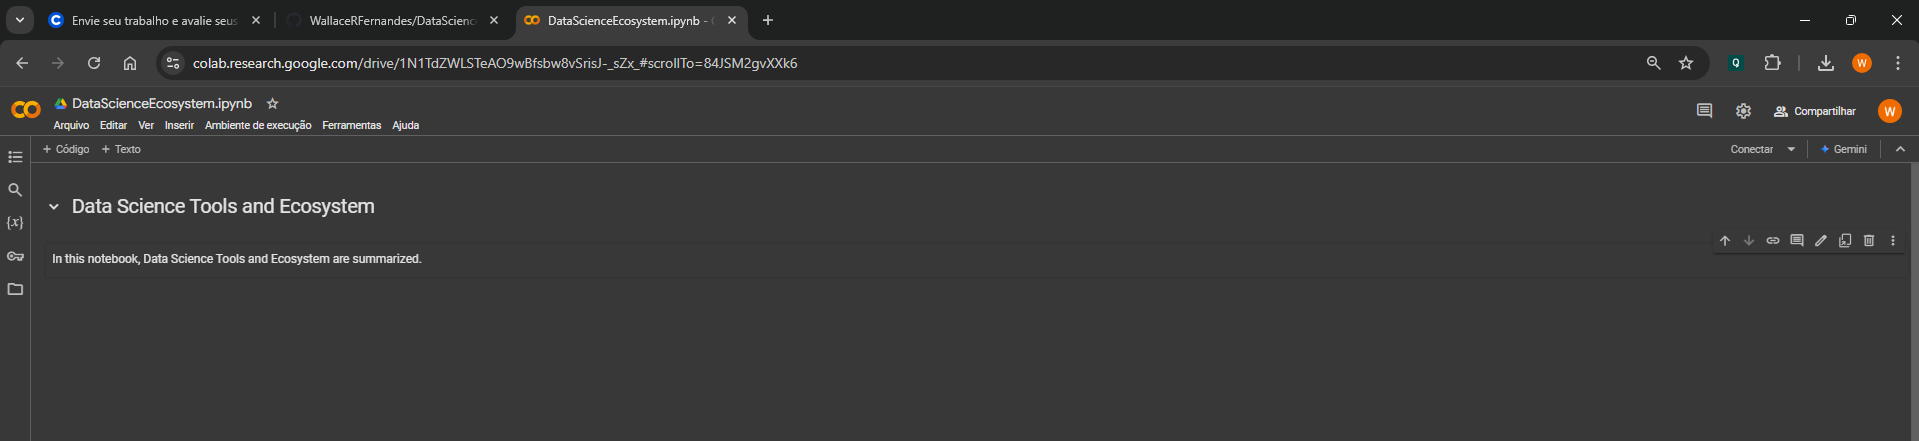 Envie seu trabalho e avalie seus
WallaceRFernandes/DataScienc
DataScienceEcosystem.ipynb - C
colab.research.google.com/drive/1N1TdZWLSTeAO9wBfsbw8vSrisJ-_sZx_#scrollTo=84JSM2gvXXk6
W
DataScienceEcosystem.ipynb
Arquivo Editar Ver Inserir Ambiente de execução Ferramentas Ajuda
Compartilhar
W
+ Código + Texto
Conectar
Gemini
Data Science Tools and Ecosystem
{x}
In this notebook, Data Science Tools and Ecosystem are summarized.